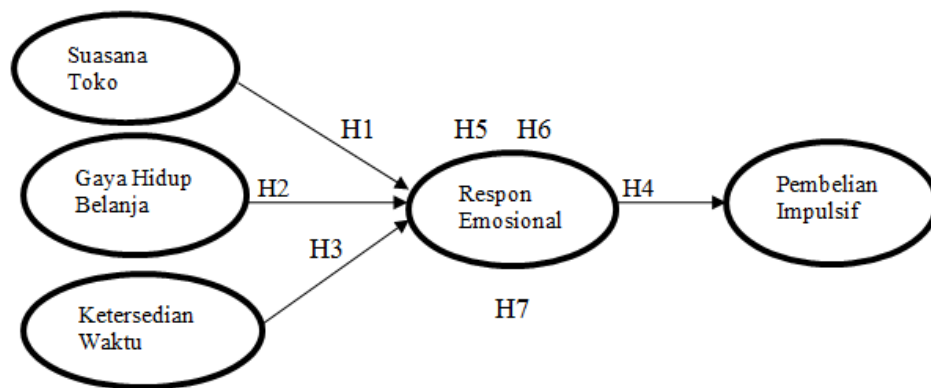 Suasana
Toko
H1
H5 H6
Gaya Hidup
Belanja
H2
Respon
Emosional
H4
Pembelian
Impulsif
H3
Ketersedian
Waktu
H7